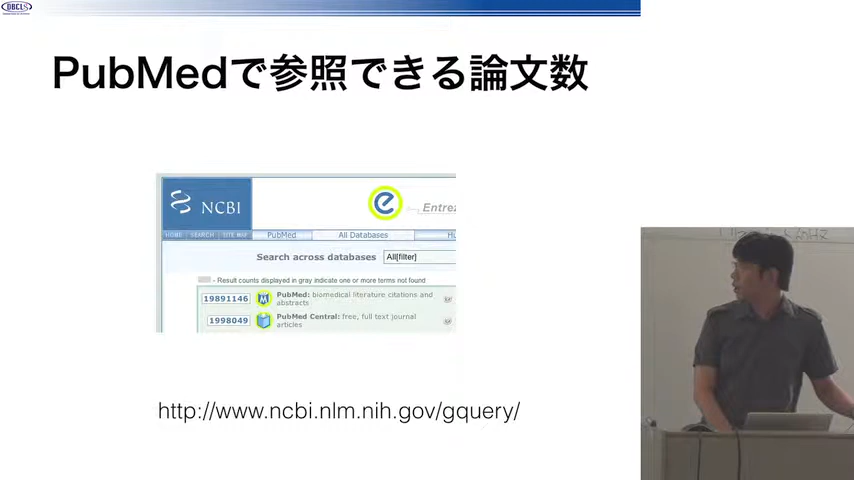 DBCLS
PubMedで参照できる論文数
NCBI
Entrez
HOME SEARCH SITE MAP PubMed All Databases Hu
Search across databases All[filter]
- Result counts displayed in gray indicate one or more terms not found
19891146 PubMed: biomedical literature citations and
abstracts
1998049 PubMed Central: free, full text journal
articles
http://www.ncbi.nlm.nih.gov/gquery/